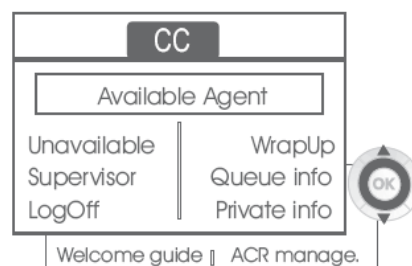 CC
Available Agent
Unavailable WrapUp
Supervisor Queue info
LogOff Private info
OK
Welcome guide ACR manage.